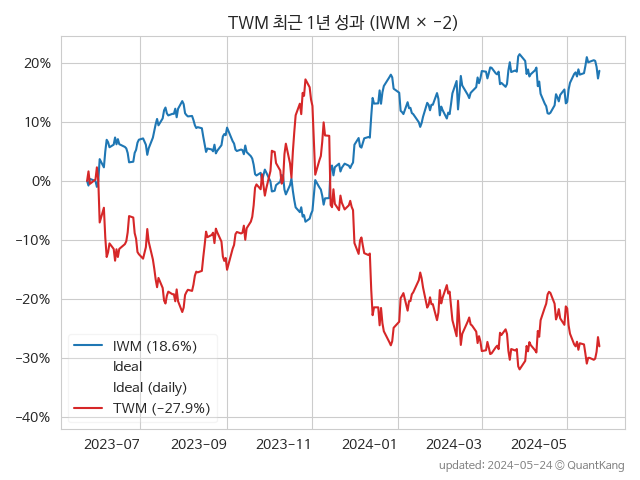 TWM 최근 1년 성과 (IWM × −2)
20%
10%
0%
−10%
−20%
−30%
−40%
IWM (18.6%)
Ideal
Ideal (daily)
TWM (−27.9%)
2023-07
2023-09
2023-11
2024-01
2024-03
2024-05
updated: 2024-05-24 © QuantKang